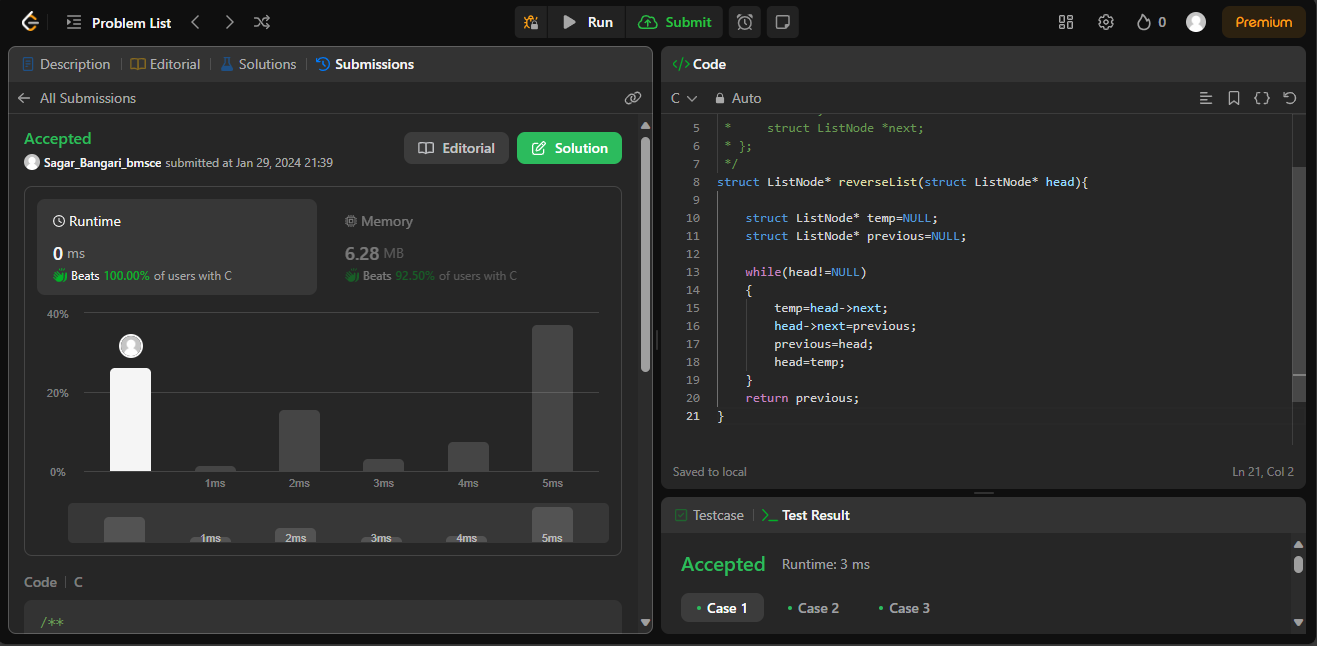 Problem List
Run
Submit
0
Premium
Description
Editorial
Solutions
Submissions
All Submissions
Accepted
Sagar_Bangari_bmsce submitted at Jan 29, 2024 21:39
Editorial
Solution
Runtime
0 ms
Beats 100.00% of users with C
Memory
6.28 MB
Beats 92.50% of users with C
40%
20%
0%
1ms
2ms
3ms
4ms
5ms
1ms
2ms
3ms
4ms
5ms
Code
C
/**
</> Code
C
Auto
5 * struct ListNode *next;
6 * };
7 */
8 struct ListNode* reverseList(struct ListNode* head){
9
10 struct ListNode* temp=NULL;
11 struct ListNode* previous=NULL;
12
13 while(head!=NULL)
14 {
15 temp=head->next;
16 head->next=previous;
17 previous=head;
18 head=temp;
19 }
20 return previous;
21 }
Saved to local
Ln 21, Col 2
Testcase
>_ Test Result
Accepted
Runtime: 3 ms
• Case 1
• Case 2
• Case 3